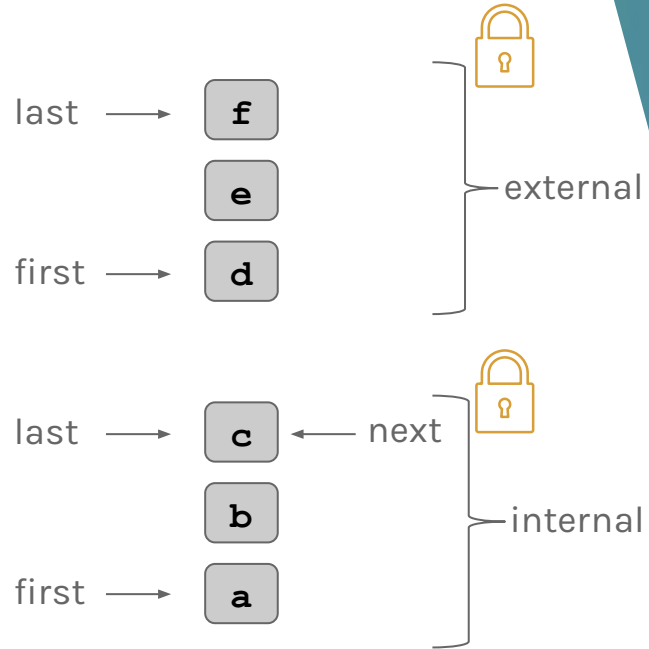 last f
e
external
first d
last c next
b
internal
first a